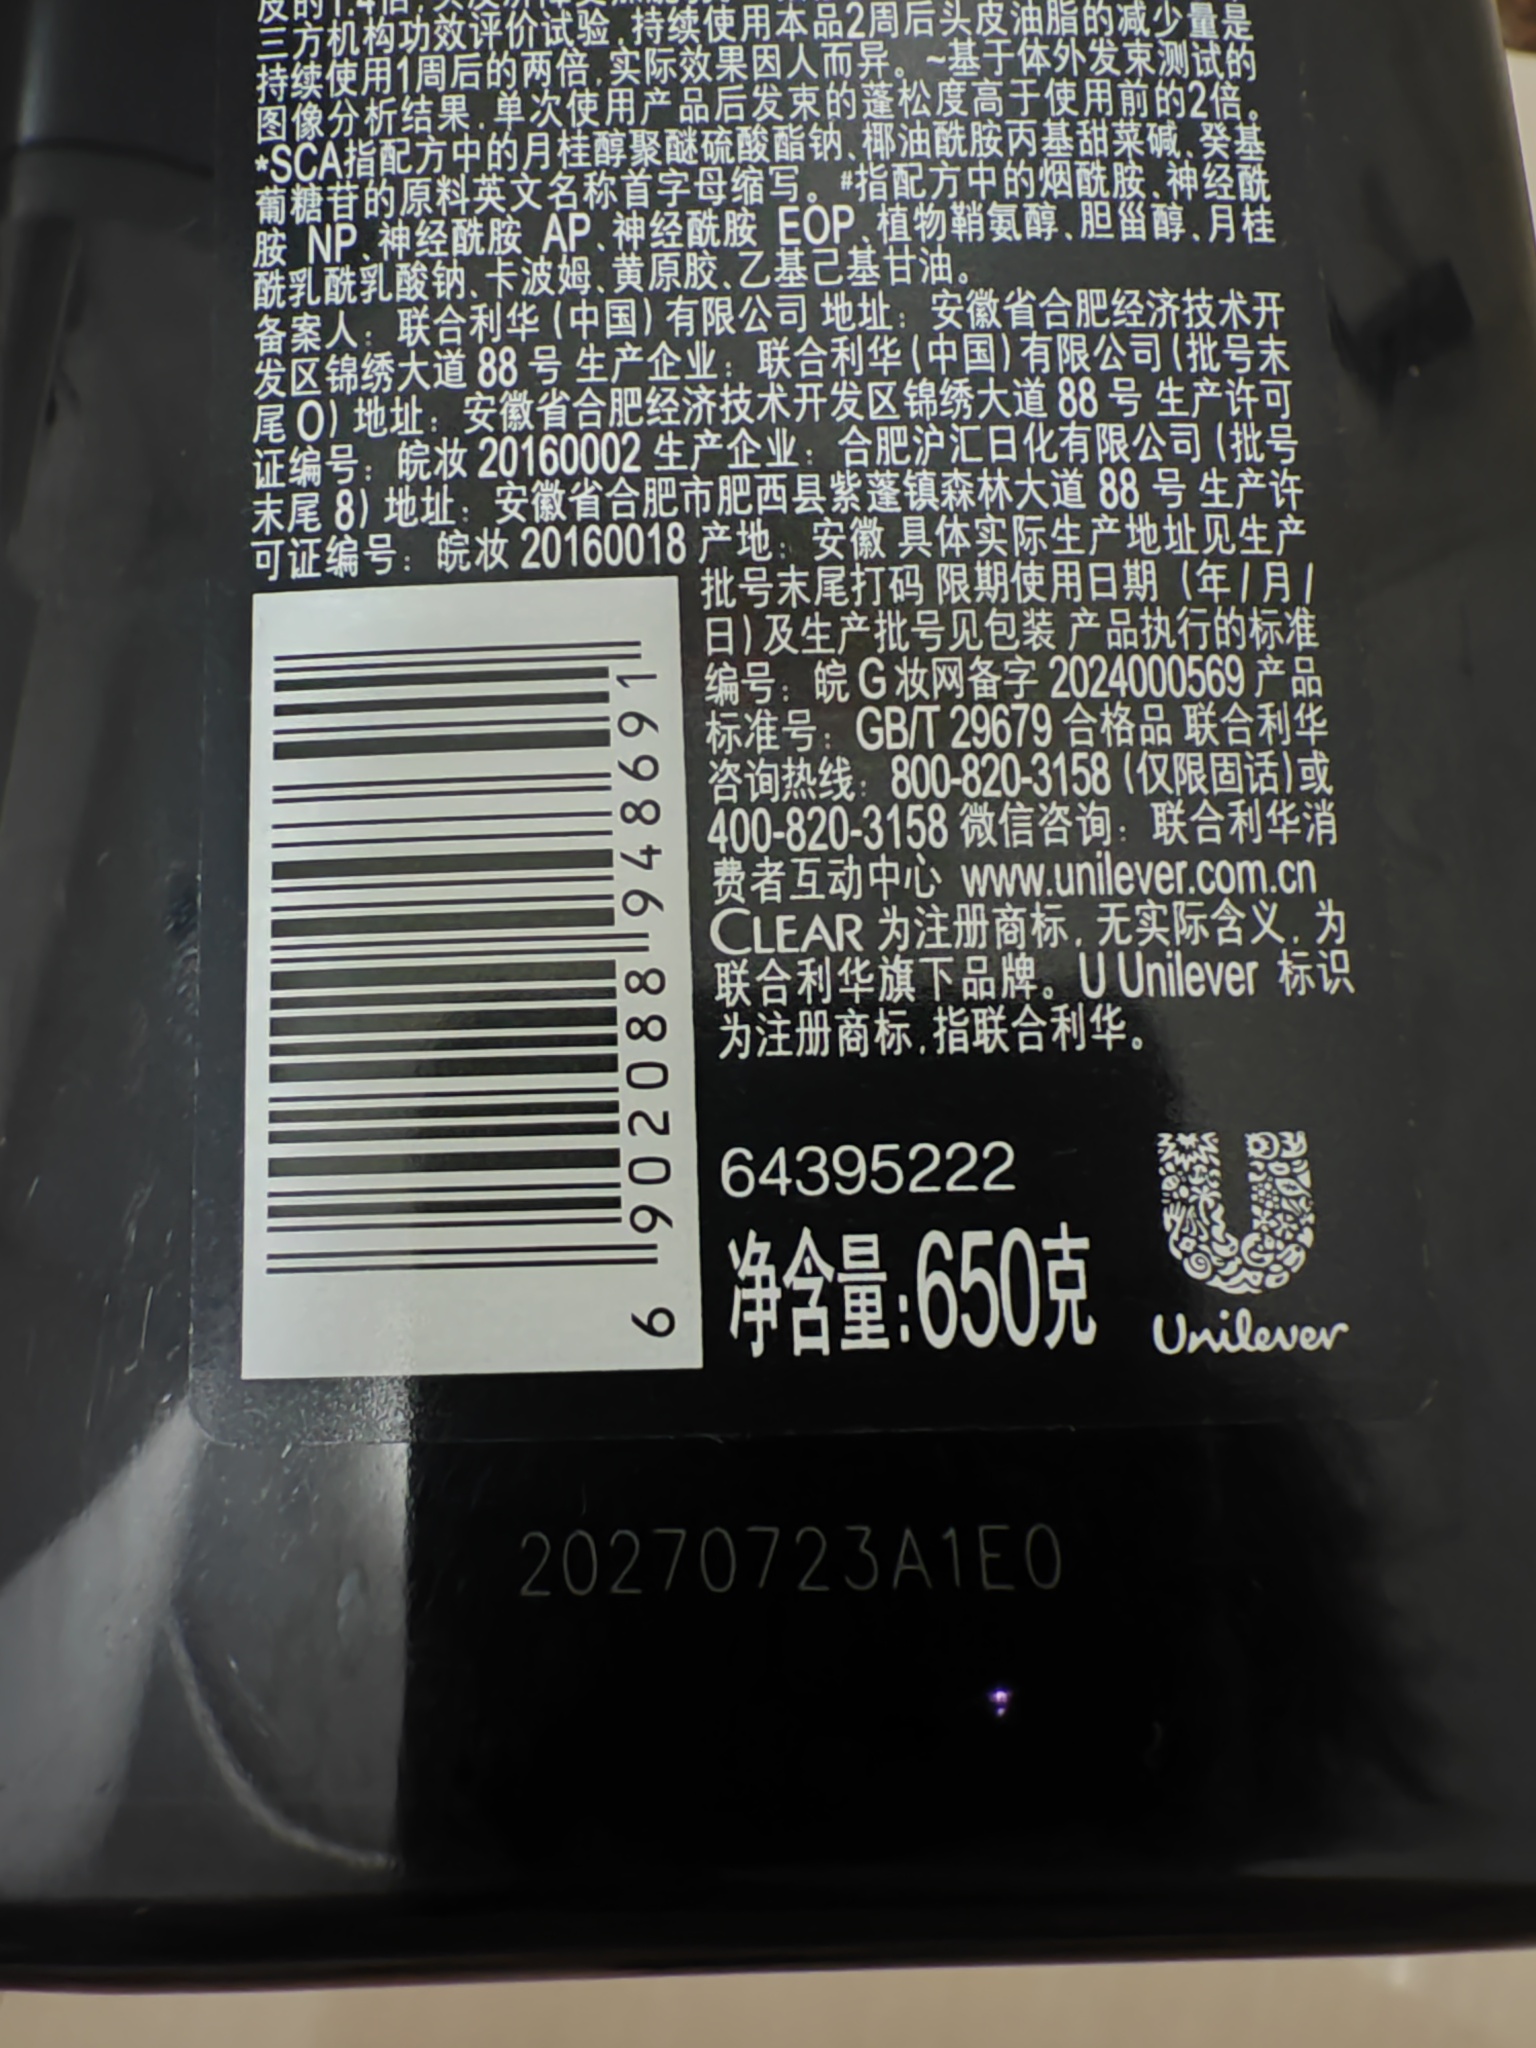 三方机构功效评价试验,持续使用本品2周后头皮油脂的减少量是
持续使用1周后的两倍,实际效果因人而异。~基于体外发束测试的
图像分析结果,单次使用产品后发束的蓬松度高于使用前的2倍。
*SCA指配方中的月桂醇聚醚硫酸酯钠、椰油酰胺丙基甜菜碱、癸基
葡糖苷的原料英文名称首字母缩写。#指配方中的烟酰胺、神经酰
胺 NP、神经酰胺 AP、神经酰胺 EOP、植物鞘氨醇、胆甾醇、月桂
酰乳酰乳酸钠、卡波姆、黄原胶、乙基己基甘油。
备案人：联合利华(中国)有限公司 地址：安徽省合肥经济技术开
发区锦绣大道 88 号 生产企业：联合利华(中国)有限公司(批号末
尾 0) 地址：安徽省合肥经济技术开发区锦绣大道 88 号 生产许可
证编号：皖妆 20160002 生产企业：合肥沪汇日化有限公司(批号
末尾 8) 地址：安徽省合肥市肥西县紫蓬镇森林大道 88 号 生产许
可证编号：皖妆 20160018 产地：安徽 具体实际生产地址见生产
批号末尾打码 限期使用日期 (年/月/
日)及生产批号见包装 产品执行的标准
编号：皖 G 妆网备字 2024000569 产品
标准号：GB/T 29679 合格品 联合利华
咨询热线：800-820-3158 (仅限固话)或
400-820-3158 微信咨询：联合利华消
费者互动中心 www.unilever.com.cn
CLEAR 为注册商标,无实际含义,为
联合利华旗下品牌。U Unilever 标识
为注册商标,指联合利华。
6 902088 948691
64395222
净含量:650克
Unilever
20270723A1E0